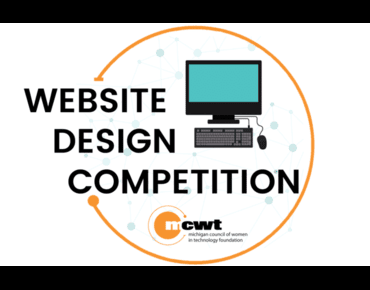 WEBSITE
DESIGN
COMPETITION
mcwt
michigan council of women
in technology foundation